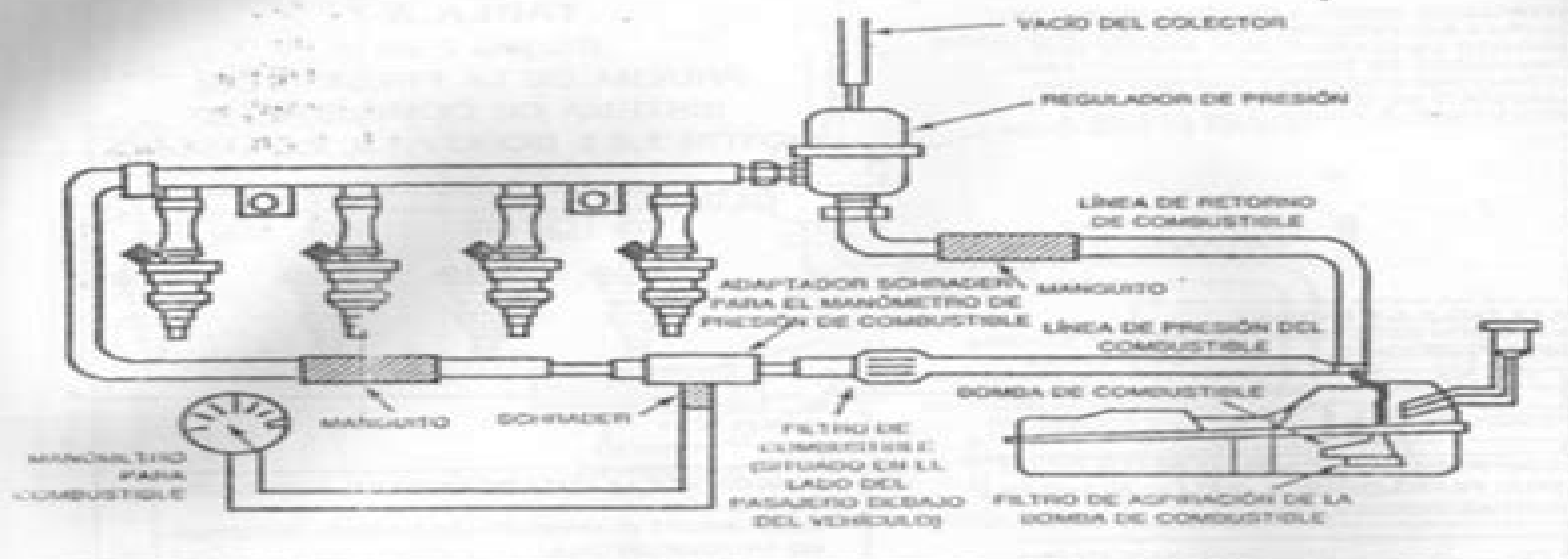 VACÍO DEL COLECTOR
REGULADOR DE PRESIÓN
LÍNEA DE RETORNO
DE COMBUSTIBLE
ADAPTADOR SCHRADER
PARA EL MANÓMETRO DE
PRESIÓN DE COMBUSTIBLE
MANGUITO
LÍNEA DE PRESIÓN DEL
COMBUSTIBLE
BOMBA DE COMBUSTIBLE
MANGUITO
SCHRADER
FILTRO DE
COMBUSTIBLE
(SITUADO EN EL
LADO DEL
PASAJERO DEBAJO
DEL VEHÍCULO)
MANÓMETRO
PARA
COMBUSTIBLE
FILTRO DE ASPIRACIÓN DE LA
BOMBA DE COMBUSTIBLE